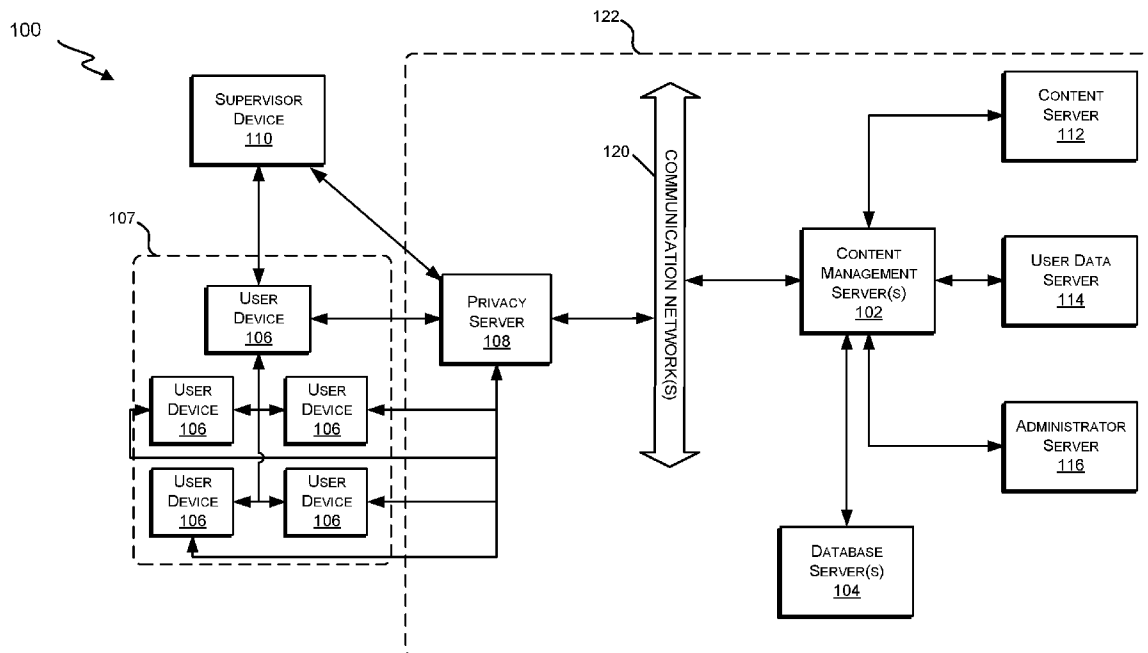 100
122
SUPERVISOR
DEVICE
110
CONTENT
SERVER
112
120
COMMUNICATION NETWORK(S)
107
USER
DEVICE
106
PRIVACY
SERVER
108
CONTENT
MANAGEMENT
SERVER(S)
102
USER DATA
SERVER
114
USER
DEVICE
106
USER
DEVICE
106
USER
DEVICE
106
USER
DEVICE
106
ADMINISTRATOR
SERVER
116
DATABASE
SERVER(S)
104